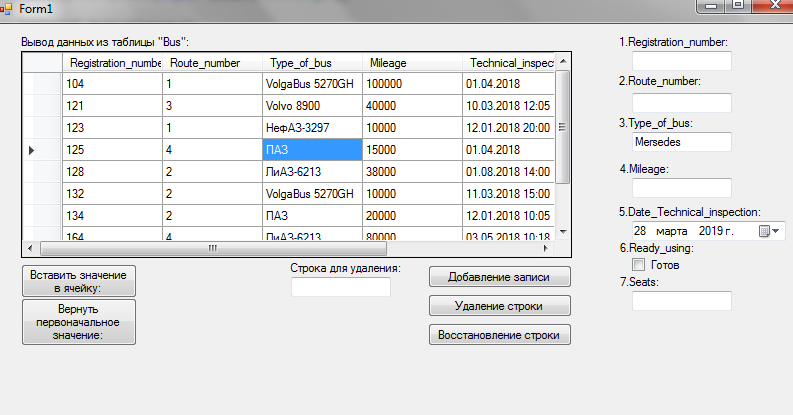 Form1
Вывод данных из таблицы "Bus":
Registration_numbe Route_number Type_of_bus Mileage Technical_inspect
104 1 VolgaBus 5270GH 100000 01.04.2018
121 3 Volvo 8900 40000 10.03.2018 12:05
123 1 НефАЗ-3297 10000 12.01.2018 20:00
125 4 ПАЗ 15000 01.04.2018
128 2 ЛиАЗ-6213 38000 01.08.2018 14:00
132 2 VolgaBus 5270GH 10000 11.03.2018 15:00
134 2 ПАЗ 20000 12.01.2018 10:05
164 4 ЛиАЗ-6213 80000 03.05.2018 10:18
Вставить значение
в ячейку:
Вернуть
первоначальное
значение:
Строка для удаления:
Добавление записи
Удаление строки
Восстановление строки
1.Registration_number:
2.Route_number:
3.Type_of_bus:
Mersedes
4.Mileage:
5.Date_Technical_inspection:
28 марта 2019 г.
6.Ready_using:
Готов
7.Seats: